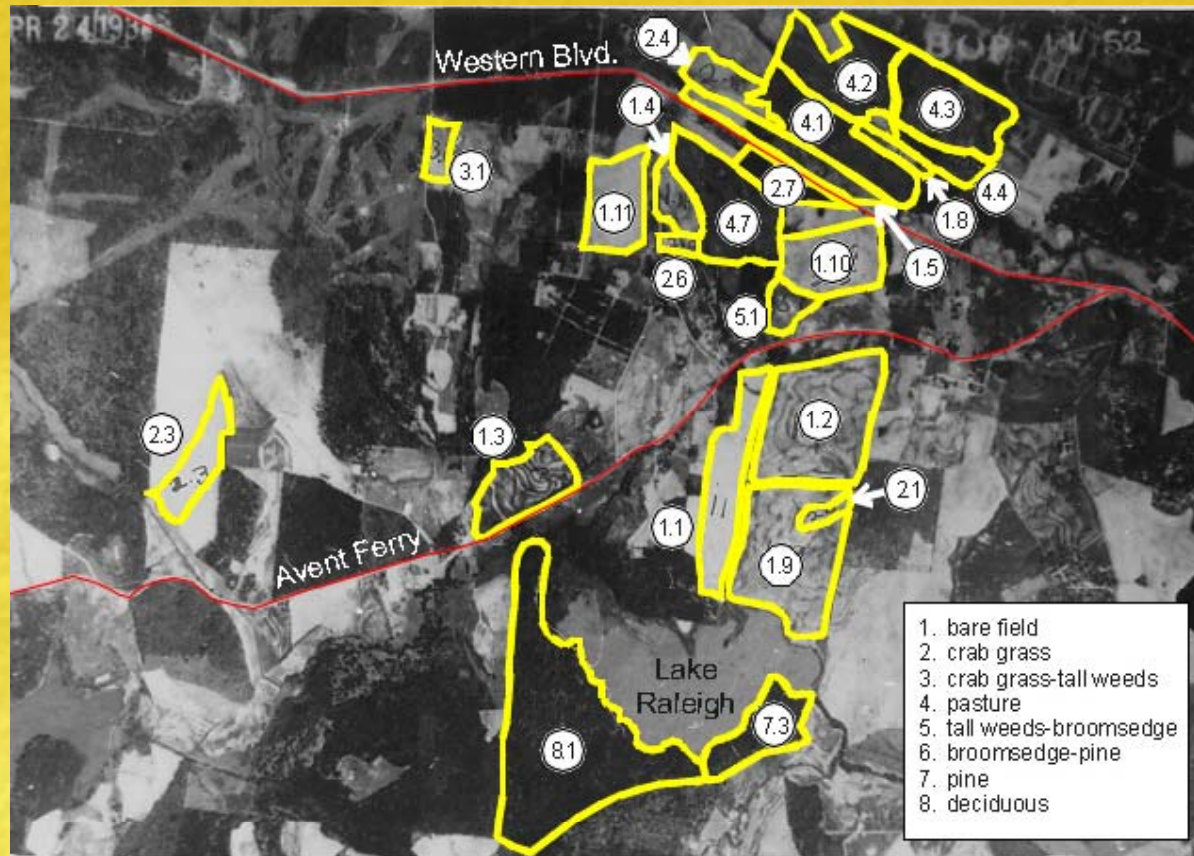 PR 24 193
BOP 52
Western Blvd.
2.4
1.4
4.2
4.3
4.1
3.1
1.11
2.7
4.4
4.7
1.8
1.5
26
1.10
5.1
2.3
2.3
1.3
1.2
1.1
11
21
1.9
Avent Ferry
Lake
Raleigh
8.1
7.3
1. bare field
2. crab grass
3. crab grass-tall weeds
4. pasture
5. tall weeds-broomsedge
6. broomsedge-pine
7. pine
8. deciduous